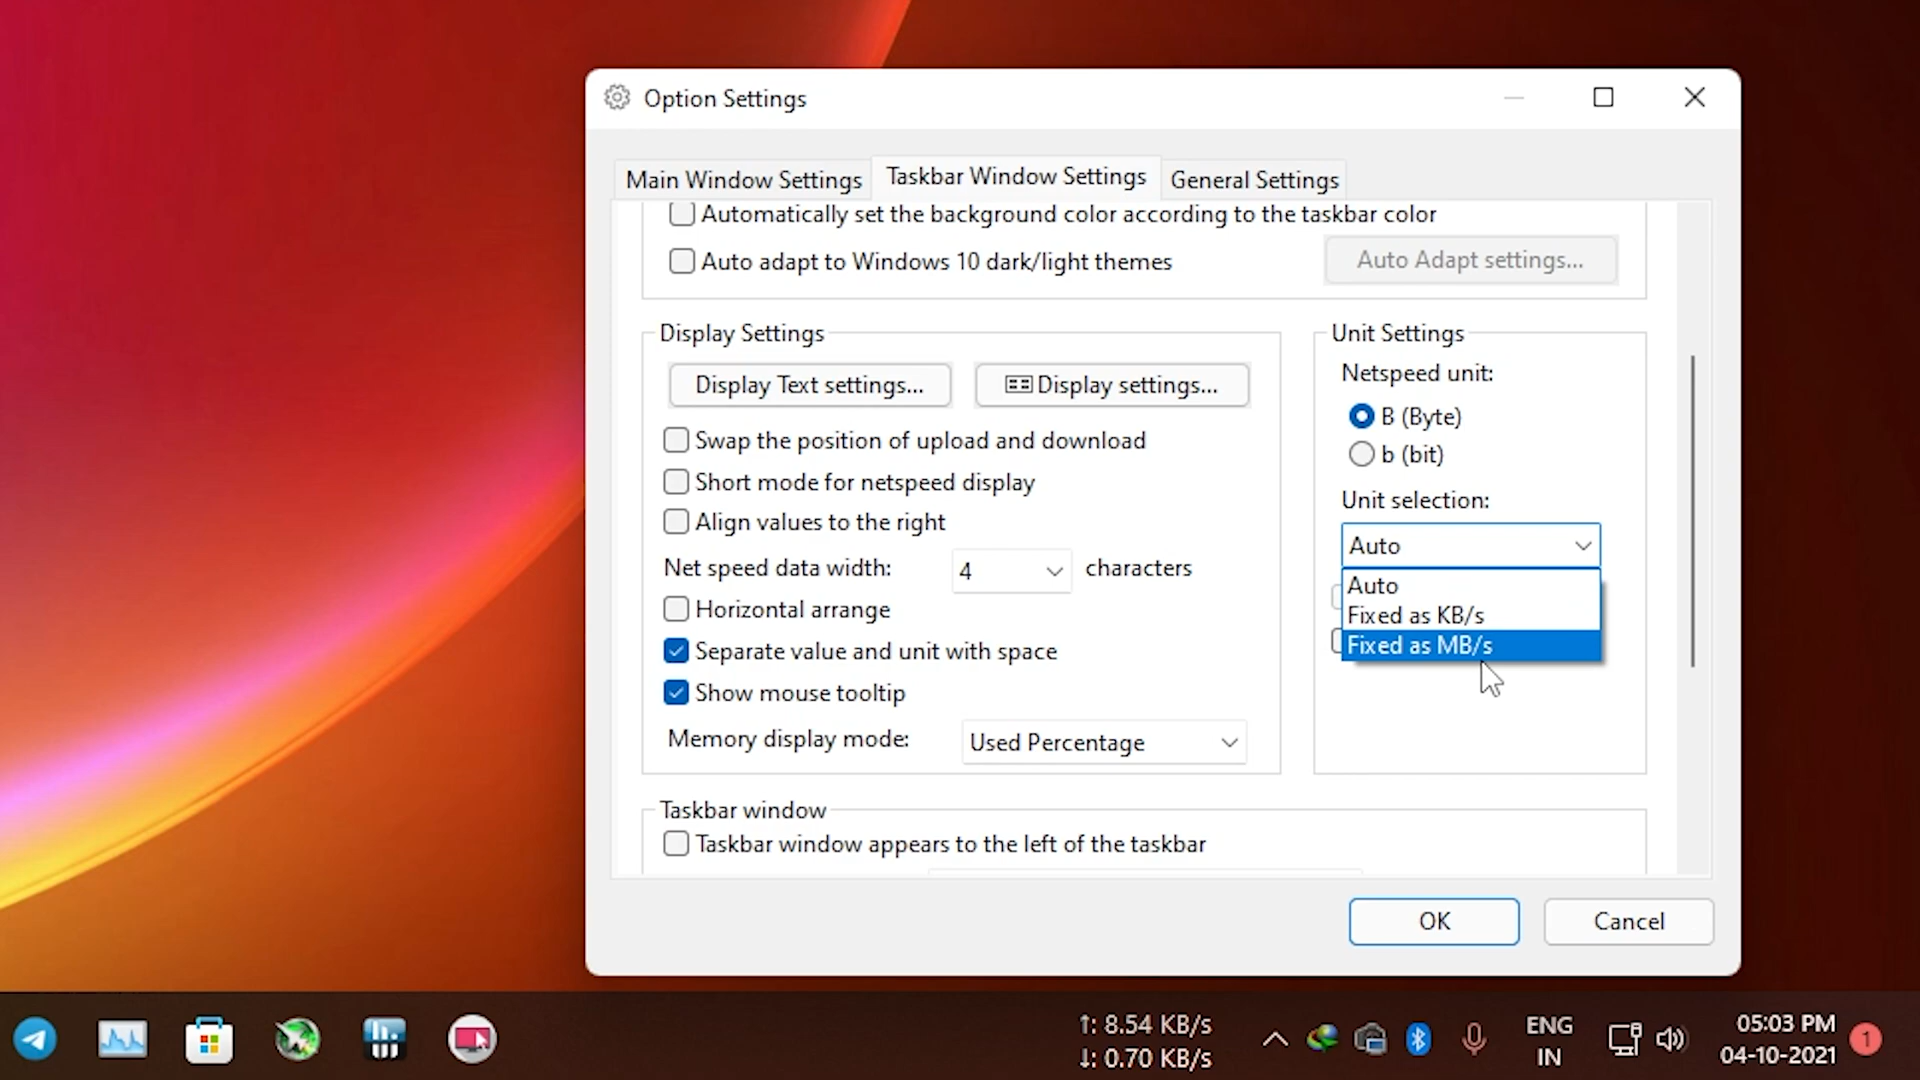 Option Settings
Main Window Settings
Taskbar Window Settings
General Settings
Automatically set the background color according to the taskbar color
Auto adapt to Windows 10 dark/light themes
Auto Adapt settings...
Display Settings
Display Text settings...
Display settings...
Swap the position of upload and download
Short mode for netspeed display
Align values to the right
Net speed data width:
4
characters
Horizontal arrange
Separate value and unit with space
Show mouse tooltip
Memory display mode:
Used Percentage
Unit Settings
Netspeed unit:
B (Byte)
b (bit)
Unit selection:
Auto
Auto
Fixed as KB/s
Fixed as MB/s
Taskbar window
Taskbar window appears to the left of the taskbar
OK
Cancel
↑: 8.54 KB/s
↓: 0.70 KB/s
ENG
IN
05:03 PM
04-10-2021
1